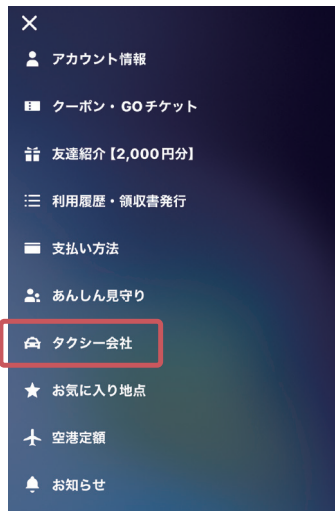 アカウント情報
クーポン・GOチケット
友達紹介【2,000円分】
利用履歴・領収書発行
支払い方法
あんしん見守り
タクシー会社
お気に入り地点
空港定額
お知らせ